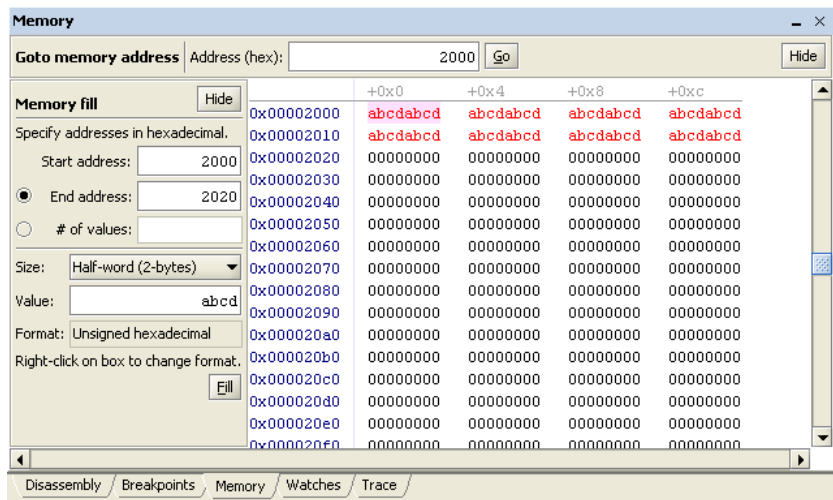 Memory
Goto memory address Address (hex): 2000 Go Hide
Memory fill Hide
Specify addresses in hexadecimal.
Start address: 2000
End address: 2020
# of values:
Size: Half-word (2-bytes)
Value: abcd
Format: Unsigned hexadecimal
Right-click on box to change format.
Fill
+0x0 +0x4 +0x8 +0xc
0x00002000 abcdabcd abcdabcd abcdabcd abcdabcd
0x00002010 abcdabcd abcdabcd abcdabcd abcdabcd
0x00002020 00000000 00000000 00000000 00000000
0x00002030 00000000 00000000 00000000 00000000
0x00002040 00000000 00000000 00000000 00000000
0x00002050 00000000 00000000 00000000 00000000
0x00002060 00000000 00000000 00000000 00000000
0x00002070 00000000 00000000 00000000 00000000
0x00002080 00000000 00000000 00000000 00000000
0x00002090 00000000 00000000 00000000 00000000
0x000020a0 00000000 00000000 00000000 00000000
0x000020b0 00000000 00000000 00000000 00000000
0x000020c0 00000000 00000000 00000000 00000000
0x000020d0 00000000 00000000 00000000 00000000
0x000020e0 00000000 00000000 00000000 00000000
0x000020f0 00000000 00000000 00000000 00000000
Disassembly Breakpoints Memory Watches Trace